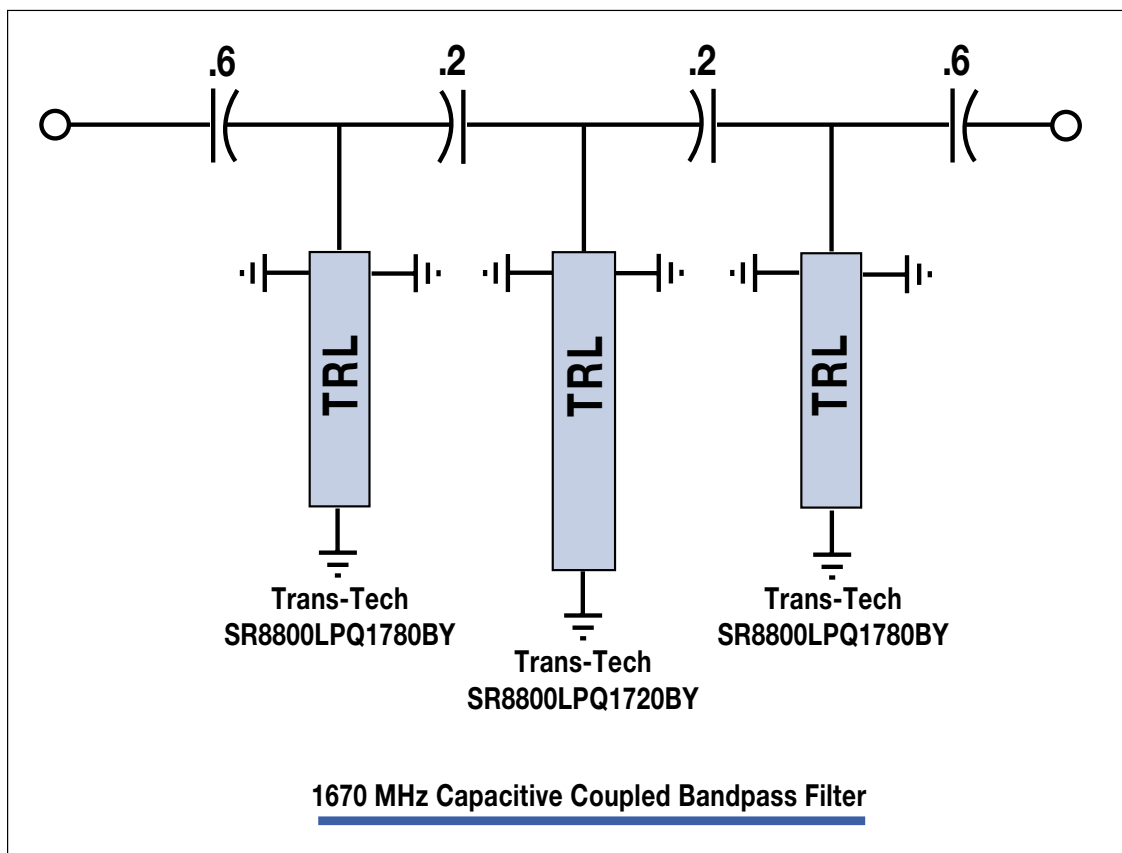 .6
.2
.2
.6
TRL
TRL
TRL
Trans-Tech
SR8800LPQ1780BY
Trans-Tech
SR8800LPQ1720BY
Trans-Tech
SR8800LPQ1780BY
1670 MHz Capacitive Coupled Bandpass Filter